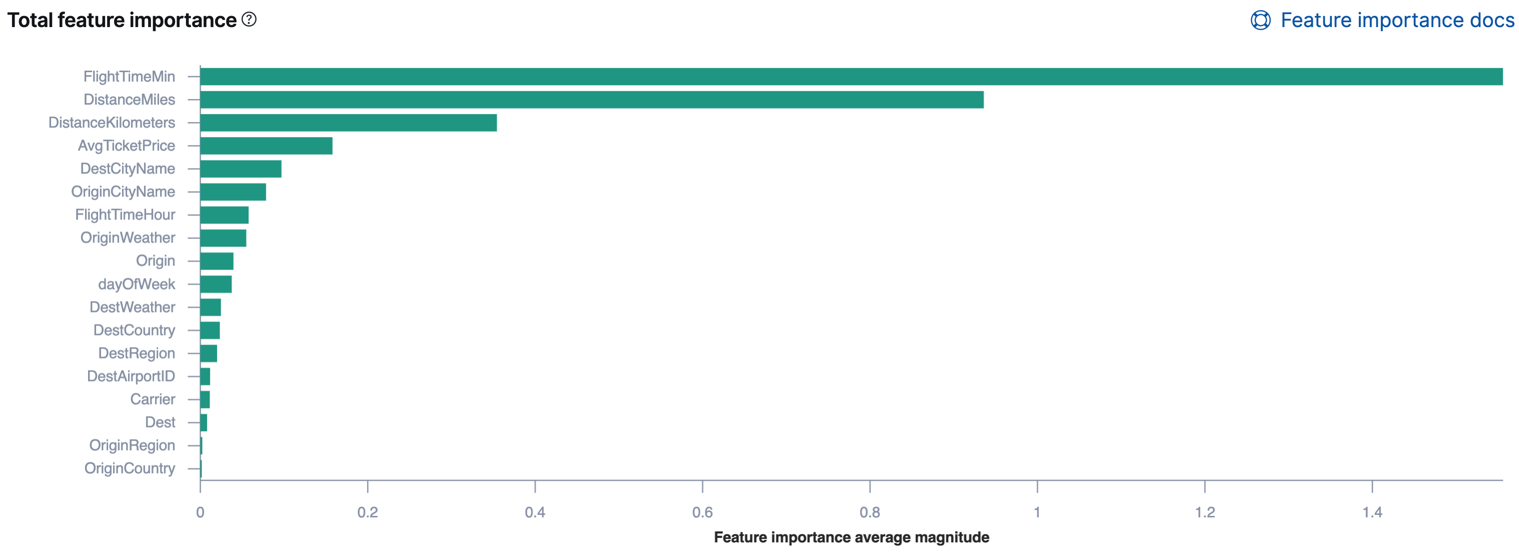 Total feature importance
Feature importance docs
FlightTimeMin
DistanceMiles
DistanceKilometers
AvgTicketPrice
DestCityName
OriginCityName
FlightTimeHour
OriginWeather
Origin
dayOfWeek
DestWeather
DestCountry
DestRegion
DestAirportID
Carrier
Dest
OriginRegion
OriginCountry
0 0.2 0.4 0.6 0.8 1 1.2 1.4
Feature importance average magnitude